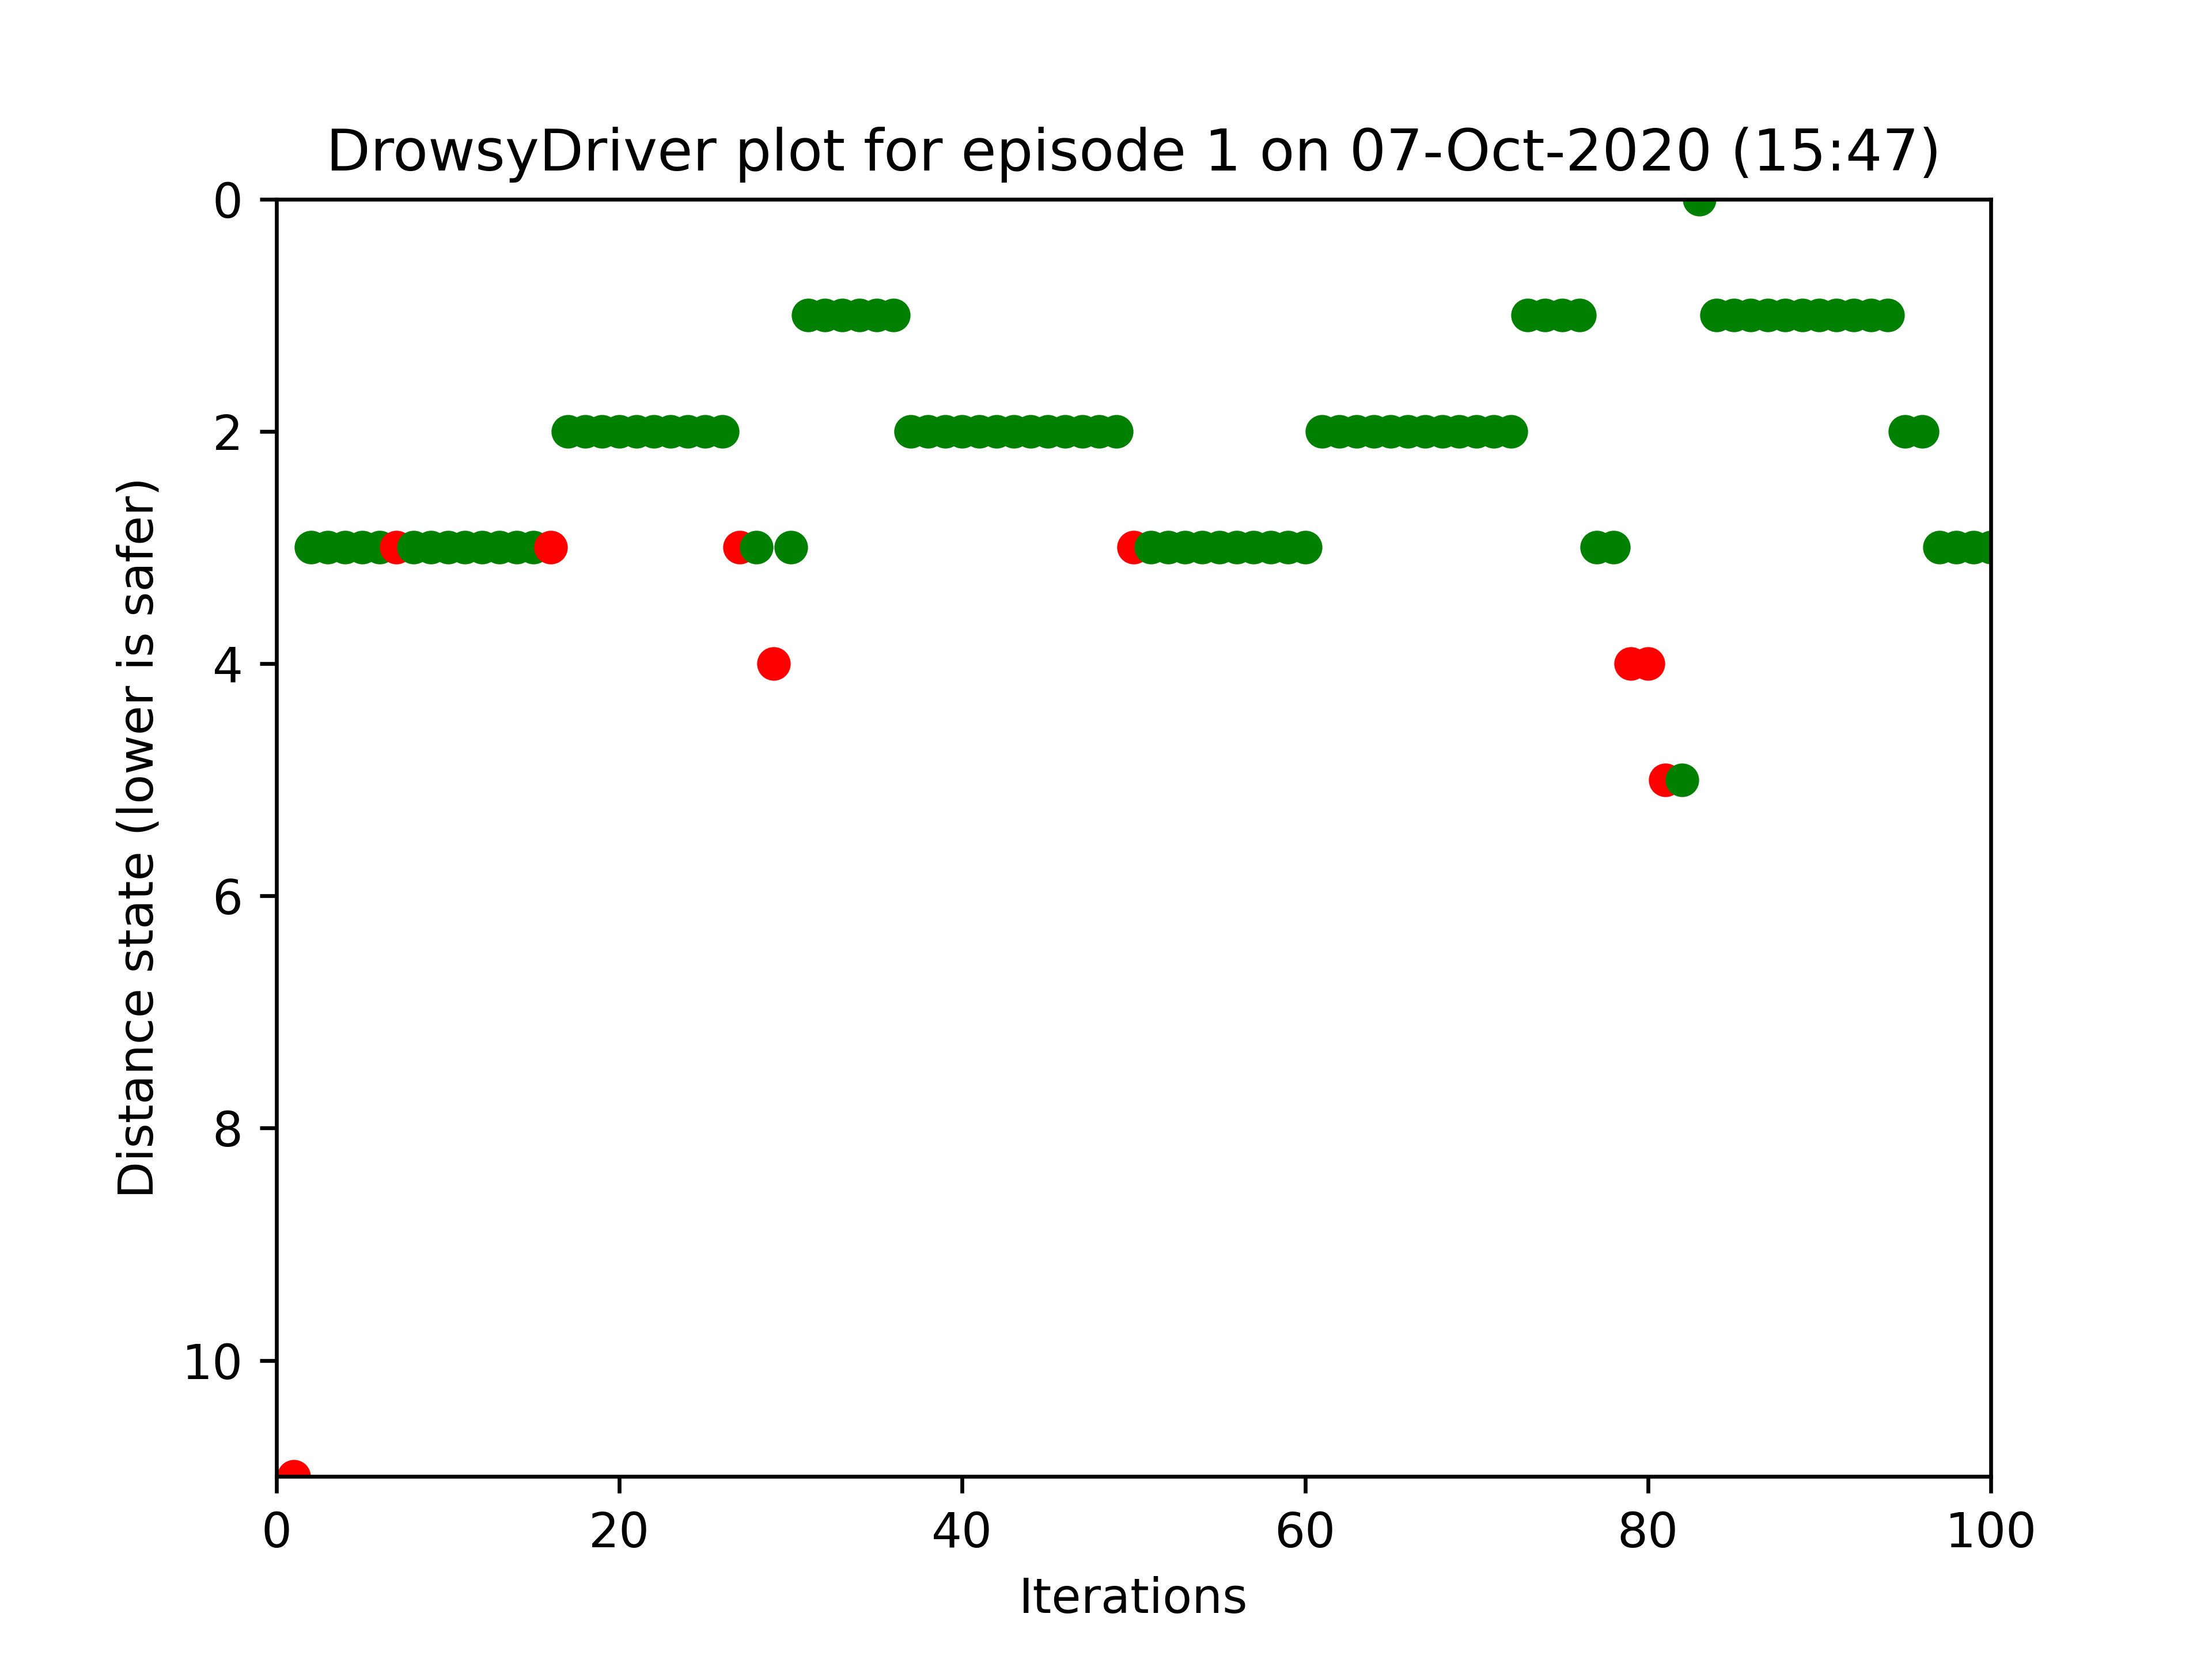 DrowsyDriver plot for episode 1 on 07-Oct-2020 (15:47)
0
2
4
6
8
10
Distance state (lower is safer)
0 20 40 60 80 100
Iterations